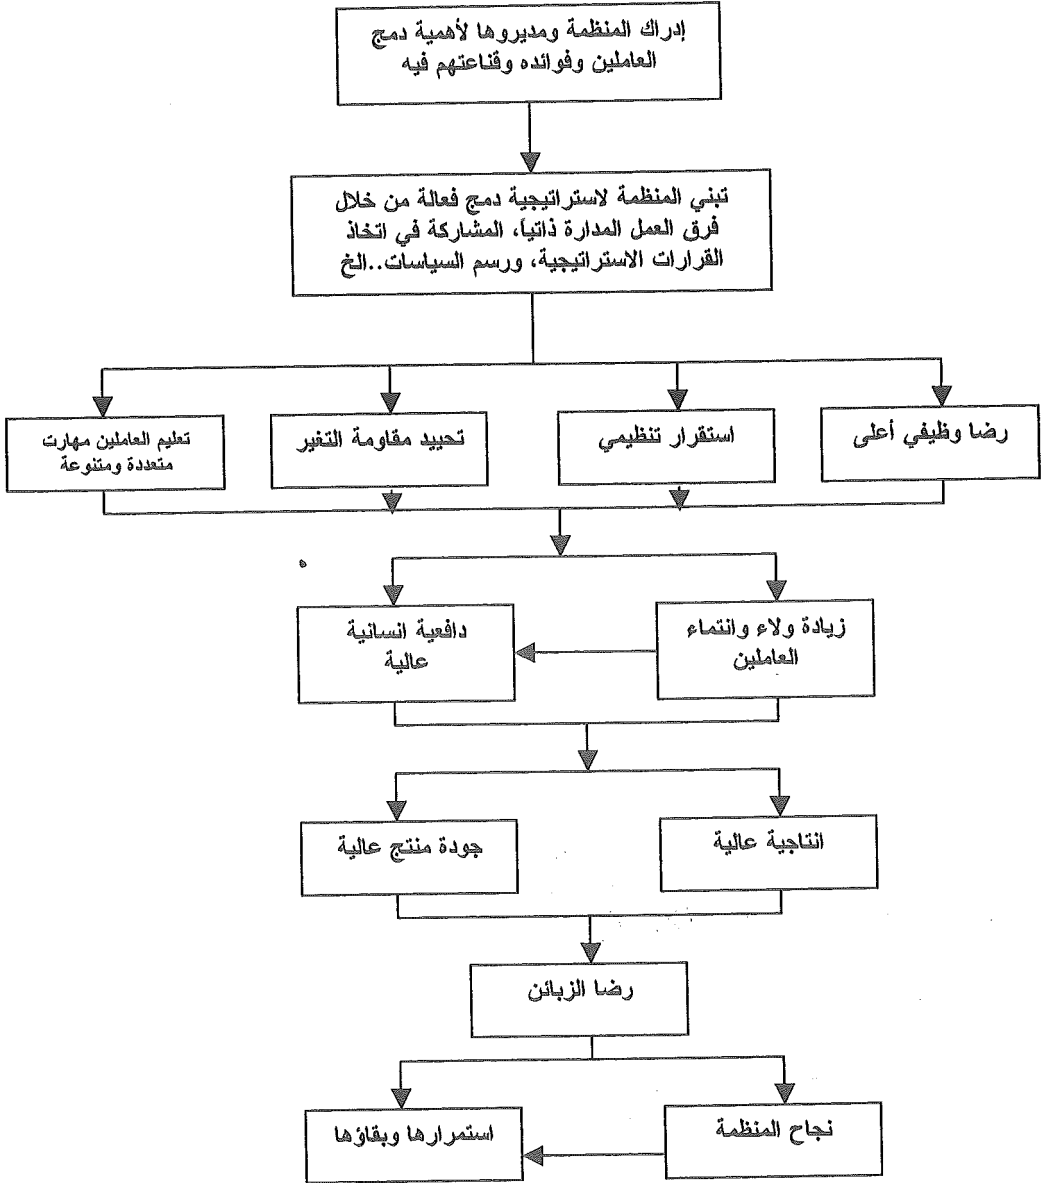 إدراك المنظمة ومديروها لأهمية دمج
العاملين وفوائده وقناعتهم فيه
تبني المنظمة لاستراتيجية دمج فعالة من خلال
فرق العمل المدارة ذاتياً، المشاركة في اتخاذ
القرارات الاستراتيجية، ورسم السياسات..الخ
رضا وظيفي أعلى
استقرار تنظيمي
تحييد مقاومة التغير
تعليم العاملين مهارت
متعددة ومتنوعة
زيادة ولاء وانتماء
العاملين
دافعية انسانية
عالية
انتاجية عالية
جودة منتج عالية
رضا الزبائن
نجاح المنظمة
استمرارها وبقاؤها